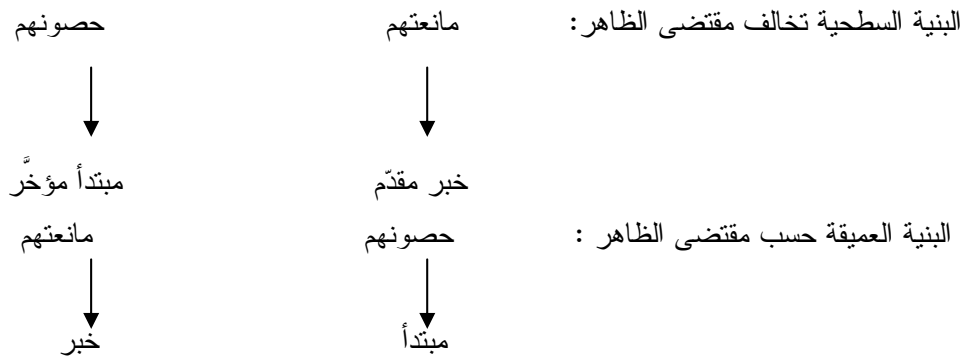 البنية السطحية تخالف مقتضى الظاهر: مانعتهم حصونهم
خبر مقدّم مبتدأ مؤخَّر
البنية العميقة حسب مقتضى الظاهر : حصونهم مانعتهم
مبتدأ خبر